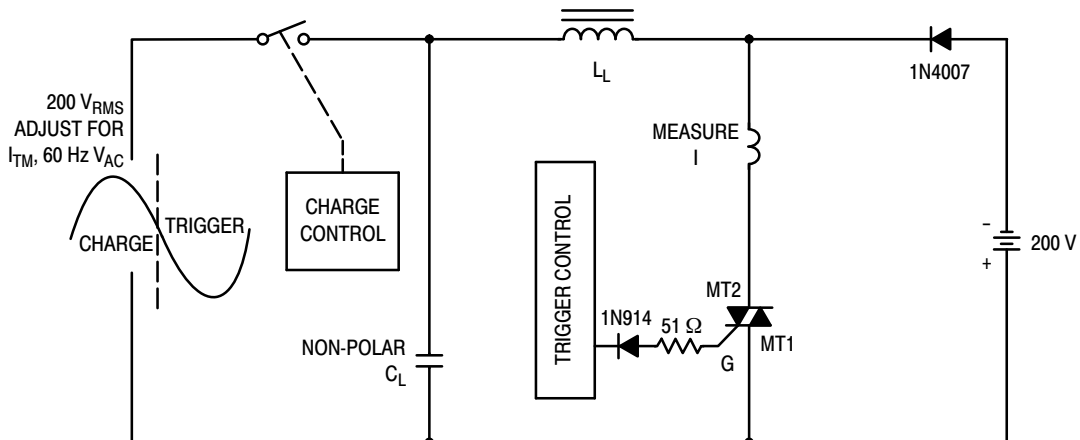 200 V_RMS
ADJUST FOR
I_TM, 60 Hz V_AC
CHARGE
TRIGGER
CHARGE
CONTROL
NON-POLAR
C_L
L_L
MEASURE
I
TRIGGER CONTROL
1N914
51 Ω
G
MT2
MT1
1N4007
-
+
200 V